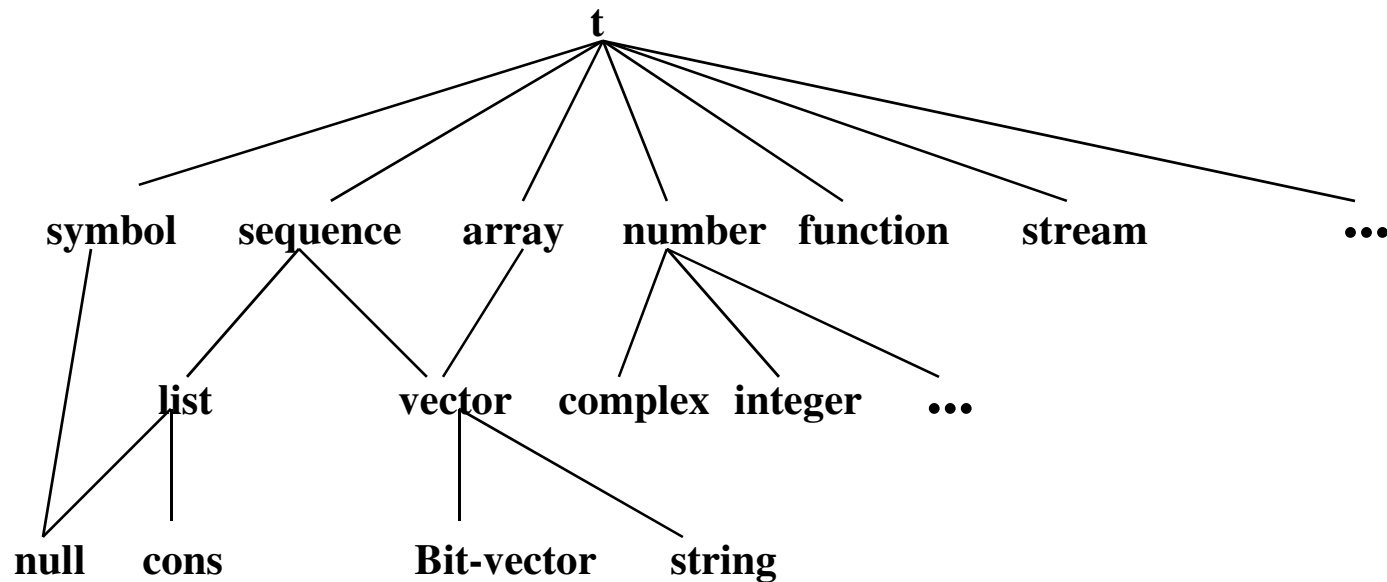 t
symbol sequence array number function stream ...
list vector complex integer ...
null cons Bit-vector string